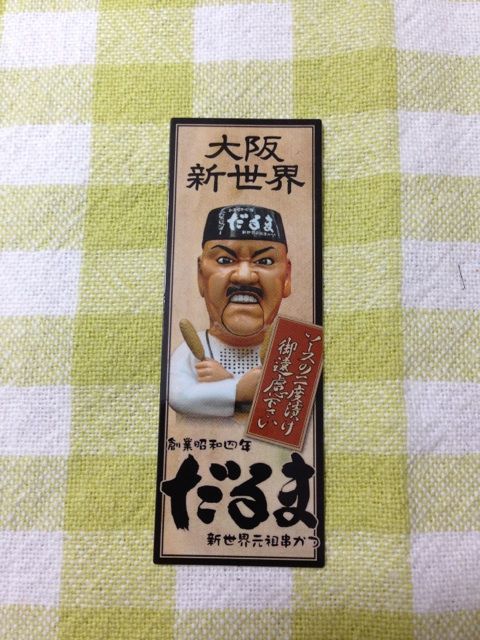 大阪
新世界
だるま
ソースの二度漬け
御遠慮下さい
創業昭和四年
だるま
新世界元祖串かつ